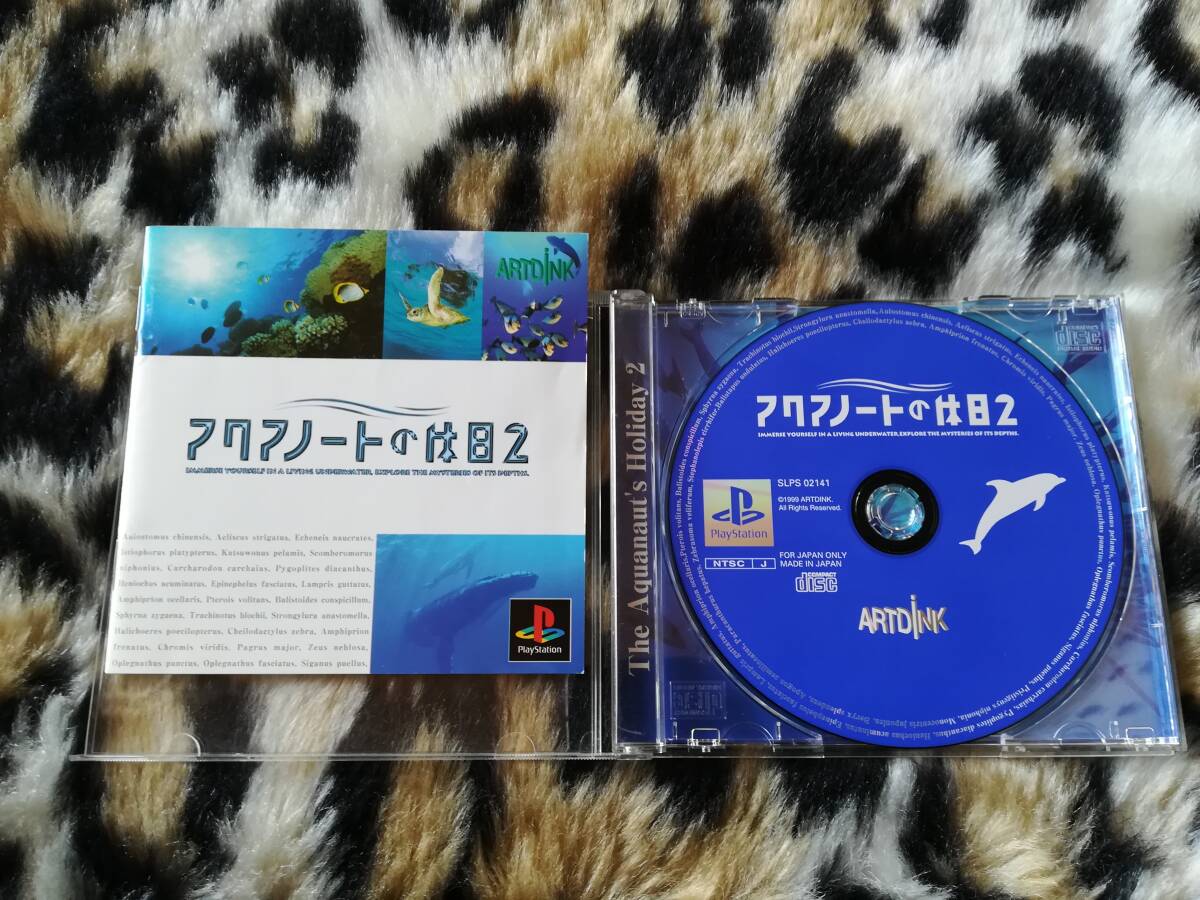 ARTDINK
アクアノートの休日2
IMMERSE YOURSELF IN A LIVING UNDERWATER, EXPLORE THE MYSTERIES OF ITS DEPTHS.
Aulostomus chinensis, Aeliscus strigatus, Echeneis naucrates,
Istiophorus platypterus, Katsuwonus pelamis, Scomberomorus
niphonius, Carcharodon carchaias, Pygoplites diacanthus,
Heniochus acuminatus, Epinephelus fasciatus, Lampris guttatus,
Amphiprion ocellaris, Pterois volitans, Balistoides conspicillum,
Sphyrna zygaena, Trachinotus blochii, Strongylura anastomella,
Halichoeres poecilopterus, Cheilodactylus zebra, Amphiprion
frenatus, Chromis viridis, Pagrus major, Zeus neblosa,
Oplegnathus punctus, Oplegnathus fasciatus, Siganus puellus,
PlayStation
The Aquanaut's Holiday 2
アクアノートの休日2
IMMERSE YOURSELF IN A LIVING UNDERWATER, EXPLORE THE MYSTERIES OF ITS DEPTHS.
PlayStation
SLPS 02141
©1999 ARTDINK.
All Rights Reserved.
NTSC J
FOR JAPAN ONLY
MADE IN JAPAN
COMPACT
disc
ARTDINK